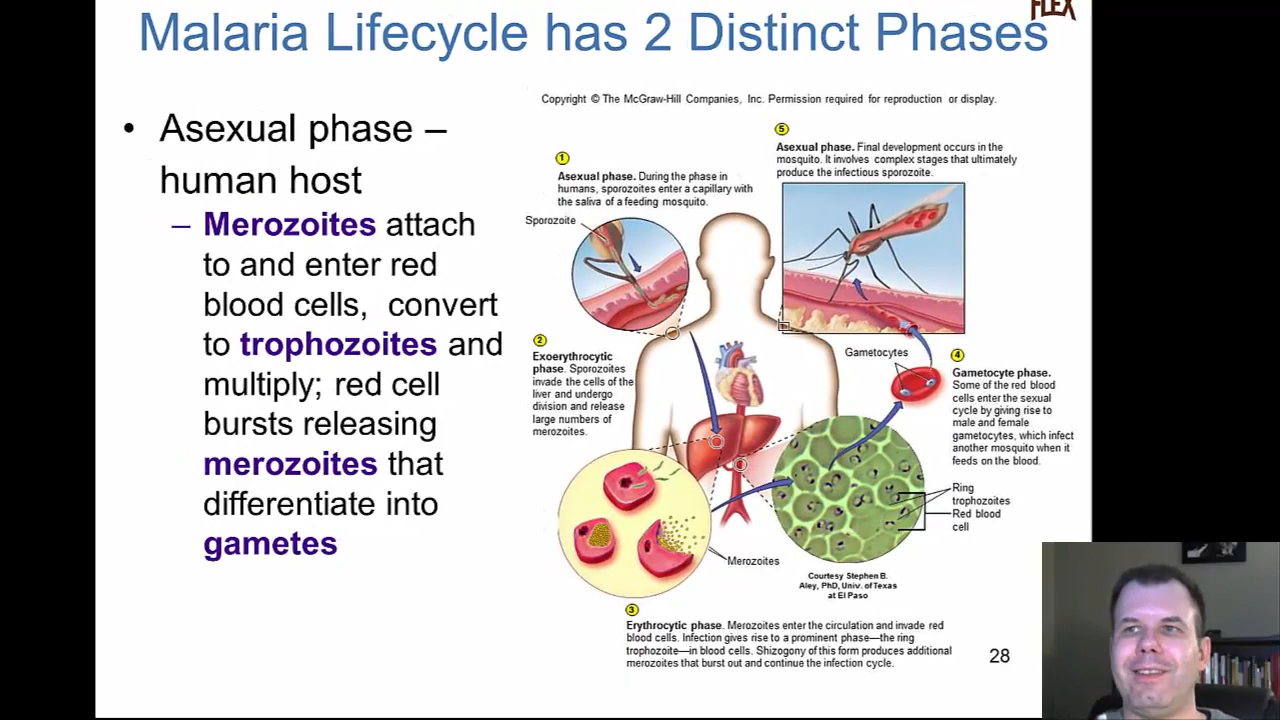 FLEX
Malaria Lifecycle has 2 Distinct Phases
• Asexual phase –
human host
– Merozoites attach
to and enter red
blood cells, convert
to trophozoites and
multiply; red cell
bursts releasing
merozoites that
differentiate into
gametes
Copyright © The McGraw-Hill Companies, Inc. Permission required for reproduction or display.
1
Asexual phase. During the phase in
humans, sporozoites enter a capillary with
the saliva of a feeding mosquito.
Sporozoite
5
Asexual phase. Final development occurs in the
mosquito. It involves complex stages that ultimately
produce the infectious sporozoite.
2
Exoerythrocytic
phase. Sporozoites
invade the cells of the
liver and undergo
division and release
large numbers of
merozoites.
Gametocytes
4
Gametocyte phase.
Some of the red blood
cells enter the sexual
cycle by giving rise to
male and female
gametocytes, which infect
another mosquito when it
feeds on the blood.
Ring
trophozoites
Red blood
cell
Merozoites
Courtesy Stephen B.
Aley, PhD, Univ. of Texas
at El Paso
3
Erythrocytic phase. Merozoites enter the circulation and invade red
blood cells. Infection gives rise to a prominent phase—the ring
trophozoite—in blood cells. Shizogony of this form produces additional
merozoites that burst out and continue the infection cycle.
28